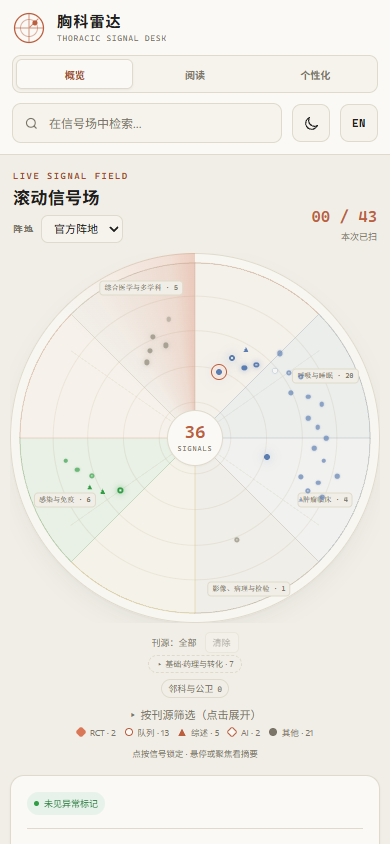 胸科雷达
THORACIC SIGNAL DESK
概览
阅读
个性化
在信号场中检索...
EN
LIVE SIGNAL FIELD
滚动信号场
阵地
官方阵地
00 / 43
本次已扫
综合医学与多学科 · 5
呼吸与睡眠 · 20
36
SIGNALS
感染与免疫 · 6
影像、病理与检验 · 1
刊源：全部
清除
基础·药理与转化 · 7
邻科与公卫 0
▸ 按刊源筛选（点击展开）
RCT · 2
队列 · 13
综述 · 5
AI · 2
其他 · 21
点按信号锁定 · 悬停或聚焦看摘要
未见异常标记